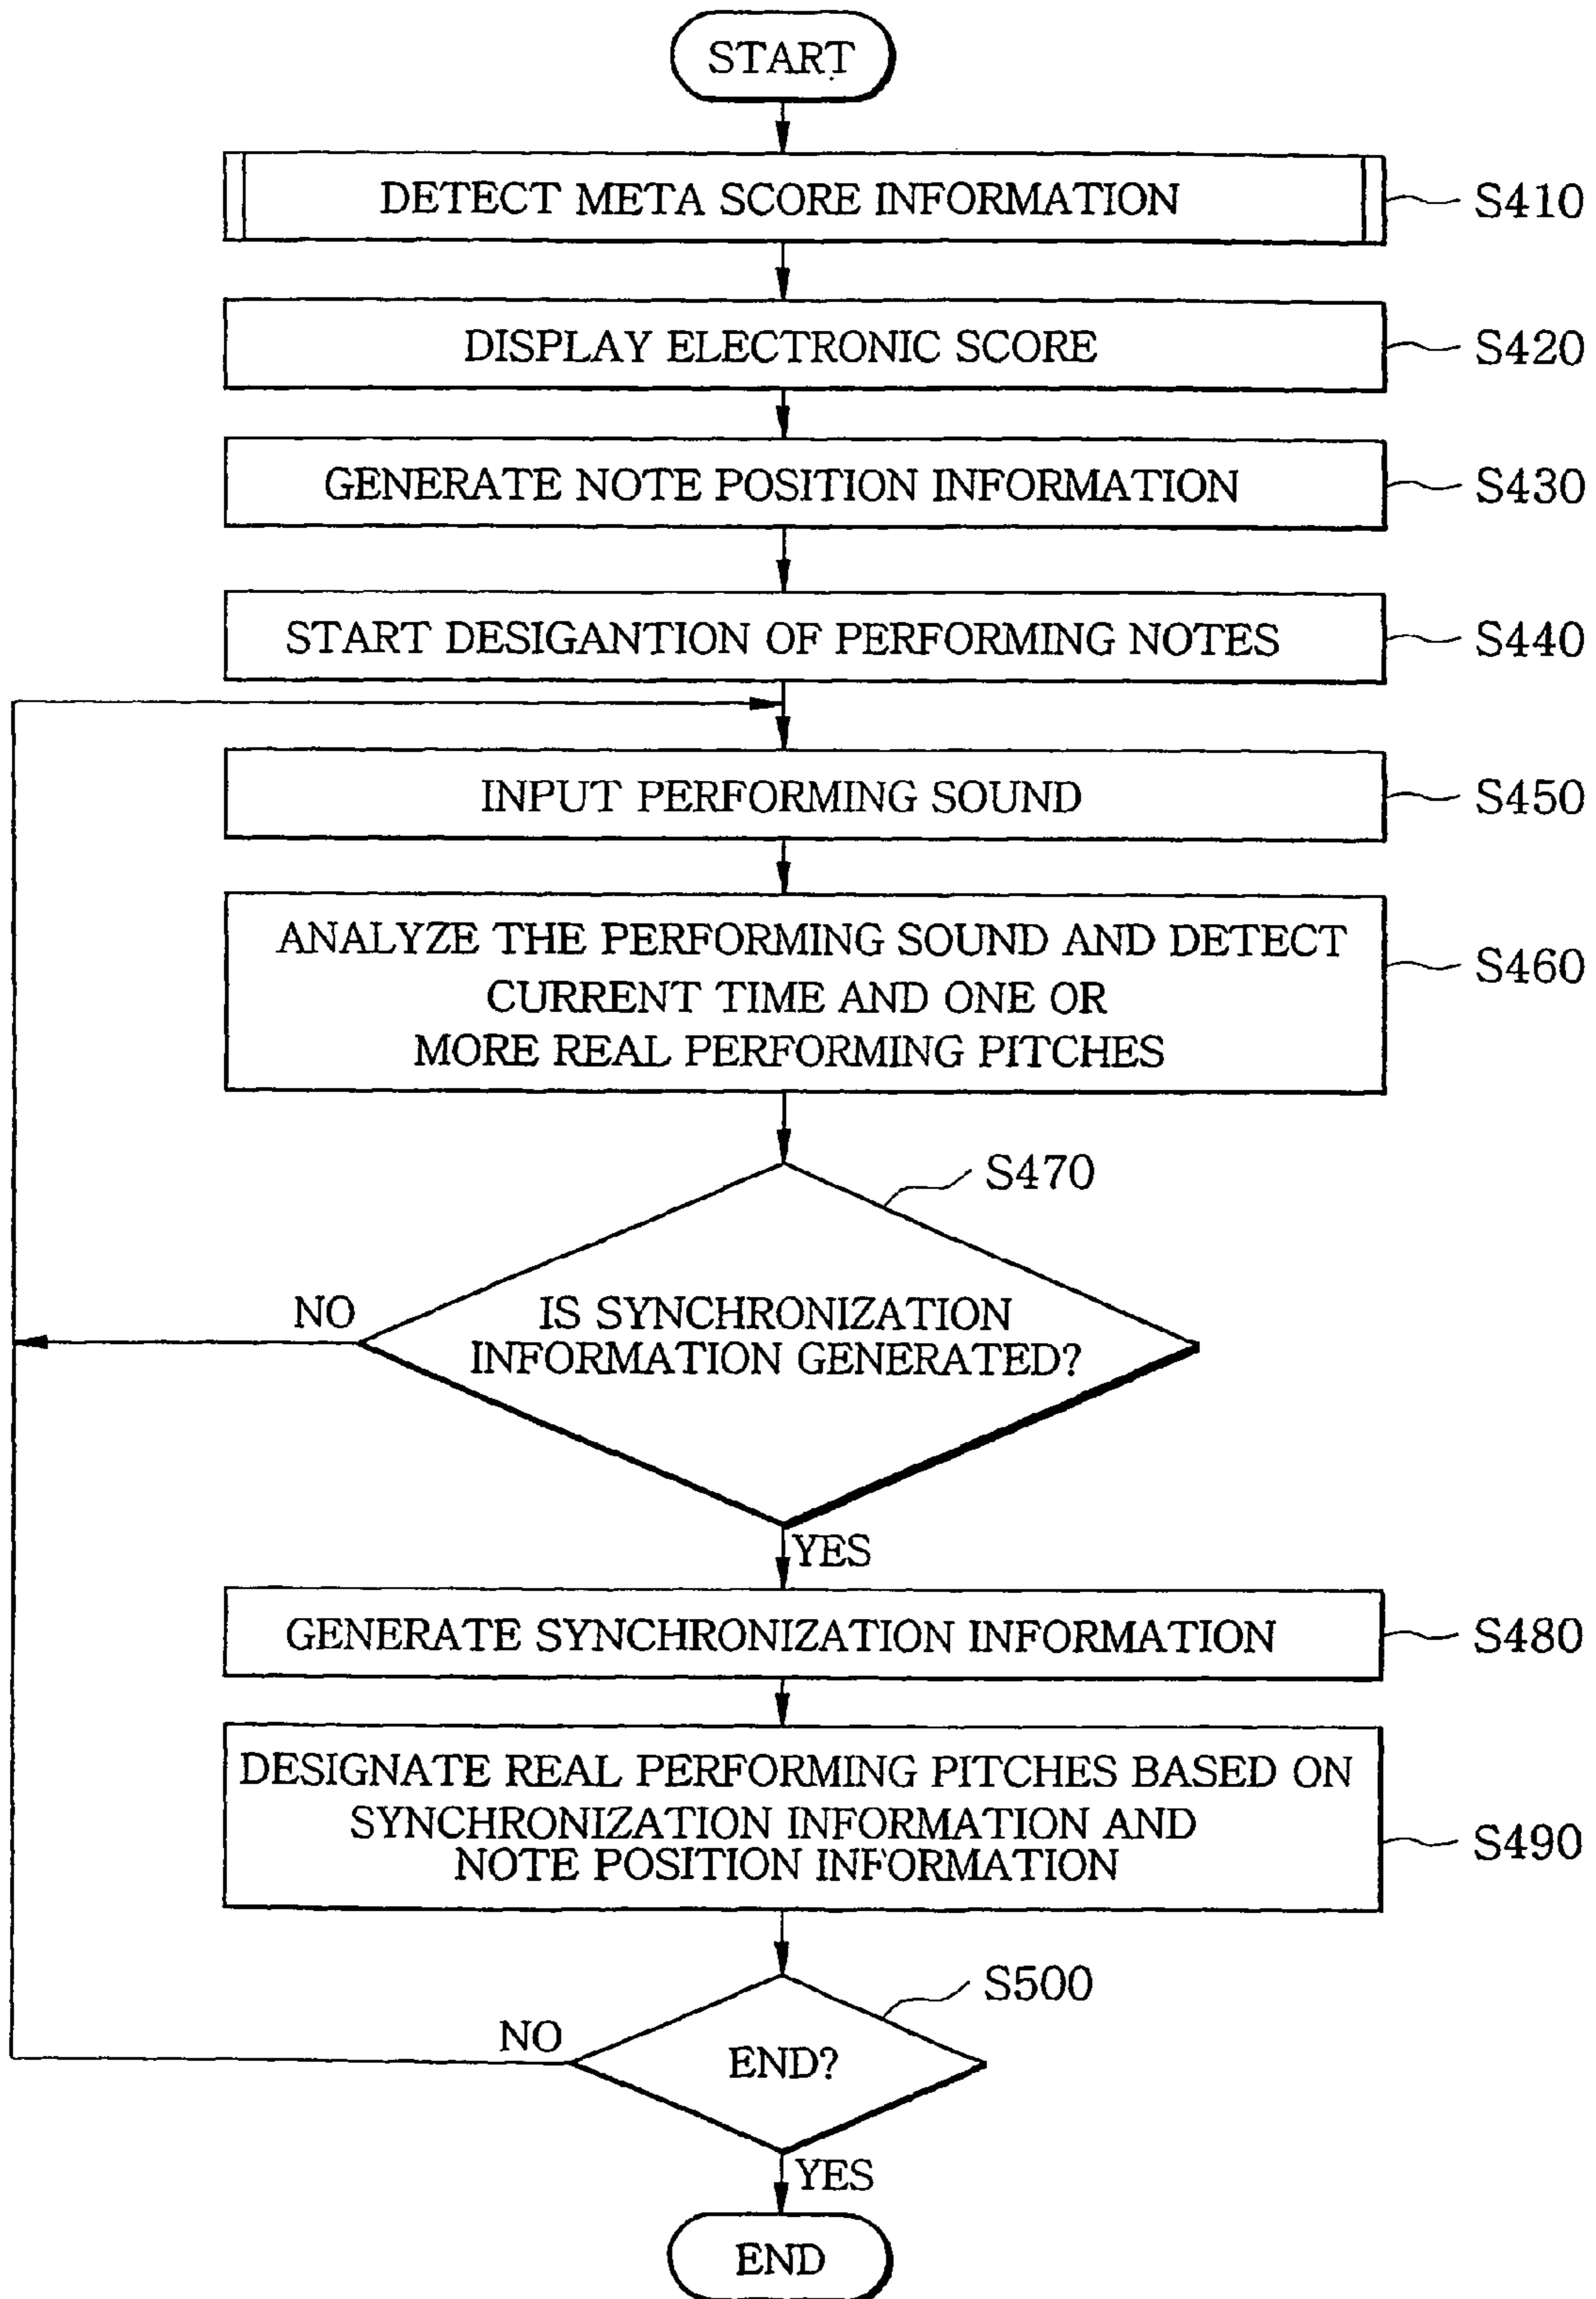 START
DETECT META SCORE INFORMATION
S410
DISPLAY ELECTRONIC SCORE
S420
GENERATE NOTE POSITION INFORMATION
S430
START DESIGANTION OF PERFORMING NOTES
S440
INPUT PERFORMING SOUND
S450
ANALYZE THE PERFORMING SOUND AND DETECT
CURRENT TIME AND ONE OR
MORE REAL PERFORMING PITCHES
S460
S470
NO
IS SYNCHRONIZATION
INFORMATION GENERATED?
YES
GENERATE SYNCHRONIZATION INFORMATION
S480
DESIGNATE REAL PERFORMING PITCHES BASED ON
SYNCHRONIZATION INFORMATION AND
NOTE POSITION INFORMATION
S490
S500
NO
END?
YES
END